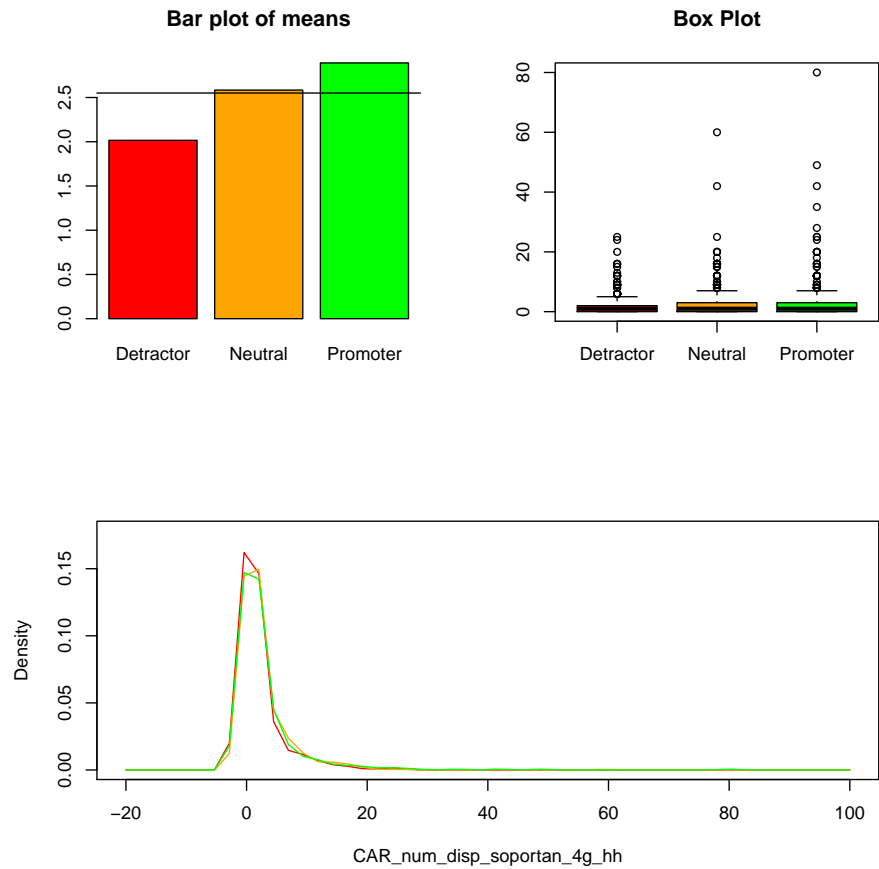 Bar plot of means
2.5
2.0
1.5
1.0
0.5
0.0
Detractor Neutral Promoter
Box Plot
80
60
40
20
0
Detractor Neutral Promoter
Density
0.15
0.10
0.05
0.00
−20 0 20 40 60 80 100
CAR_num_disp_soportan_4g_hh